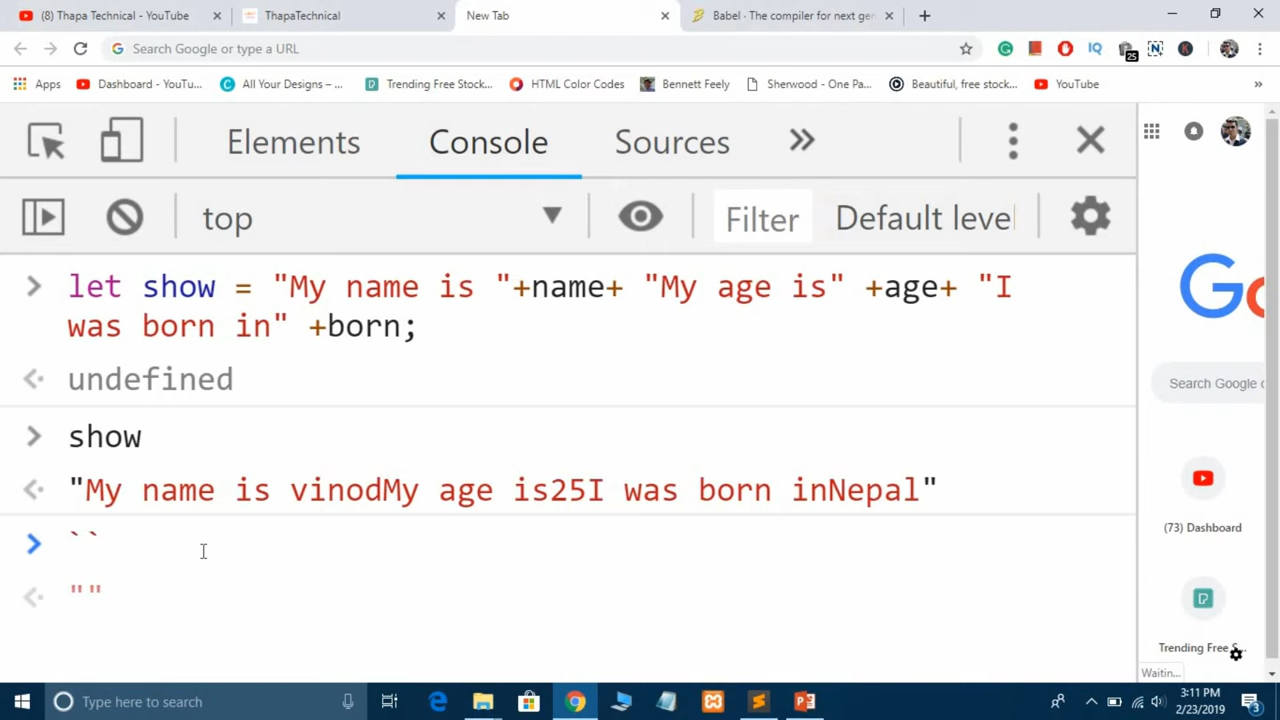 (8) Thapa Technical - YouTube
ThapaTechnical
New Tab
Babel · The compiler for next gen
Search Google or type a URL
25
Apps
Dashboard - YouTu...
All Your Designs – ...
Trending Free Stock...
HTML Color Codes
Bennett Feely
Sherwood - One Pa...
Beautiful, free stock...
YouTube
»
Elements
Console
Sources
»
top
Filter
Default leve
> let show = "My name is "+name+ "My age is" +age+ "I
was born in" +born;
undefined
> show
"My name is vinodMy age is25I was born inNepal"
> ``
""
Go
Search Google o
(73) Dashboard
Trending Free S...
Waiting...
Type here to search
3:11 PM
2/23/2019
3